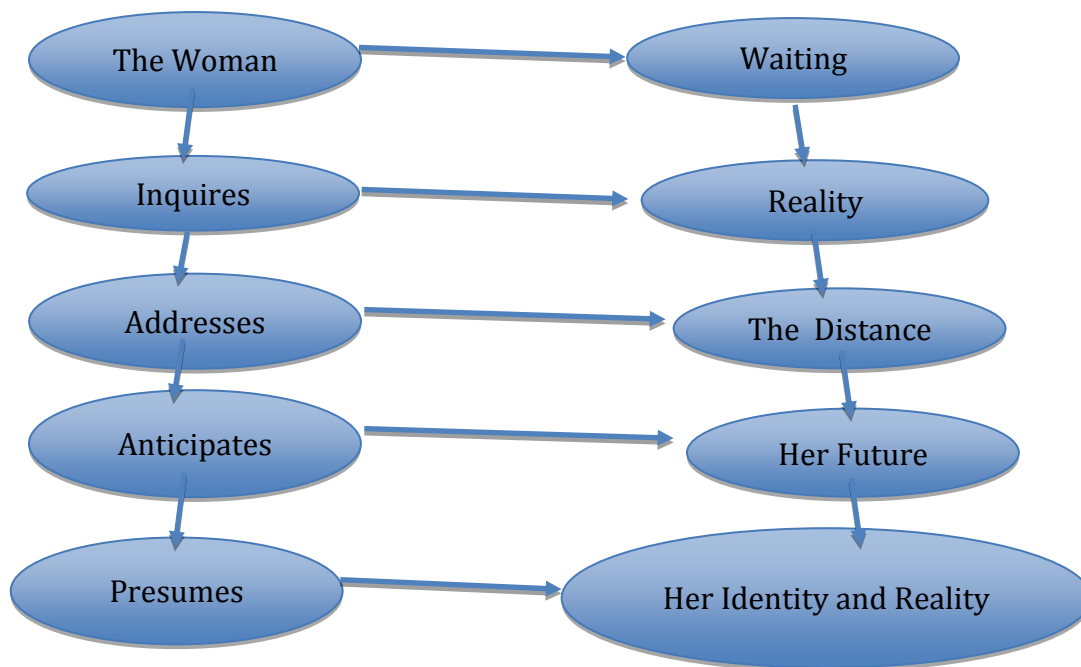 The Woman
Waiting
Inquires
Reality
Addresses
The  Distance
Anticipates
Her Future
Presumes
Her Identity and Reality